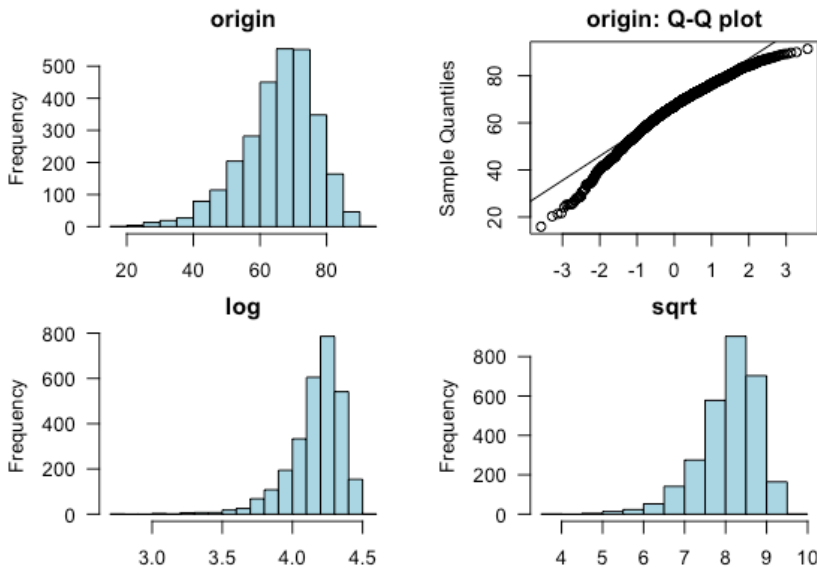 origin
Frequency
0 100 200 300 400 500
20 40 60 80
origin: Q-Q plot
Sample Quantiles
20 40 60 80
-3 -2 -1 0 1 2 3
log
Frequency
0 200 400 600 800
3.0 3.5 4.0 4.5
sqrt
Frequency
0 200 400 600 800
4 5 6 7 8 9 10